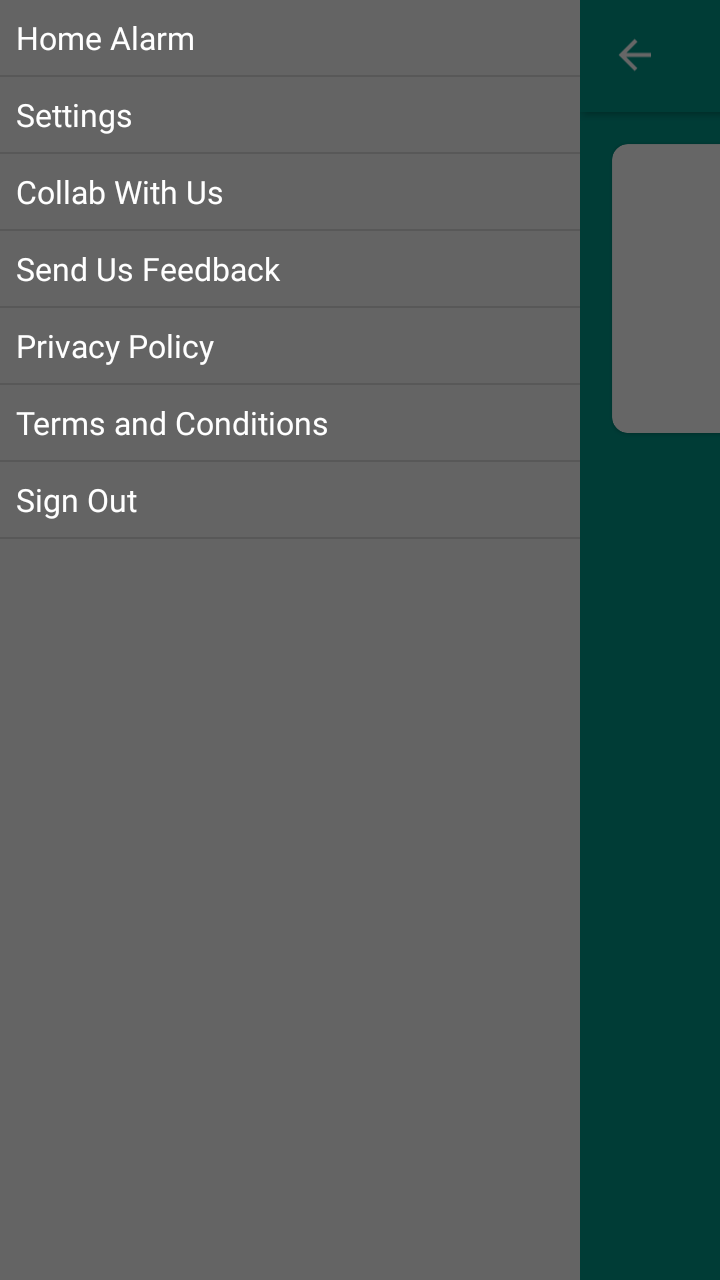 Home Alarm
Settings
Collab With Us
Send Us Feedback
Privacy Policy
Terms and Conditions
Sign Out